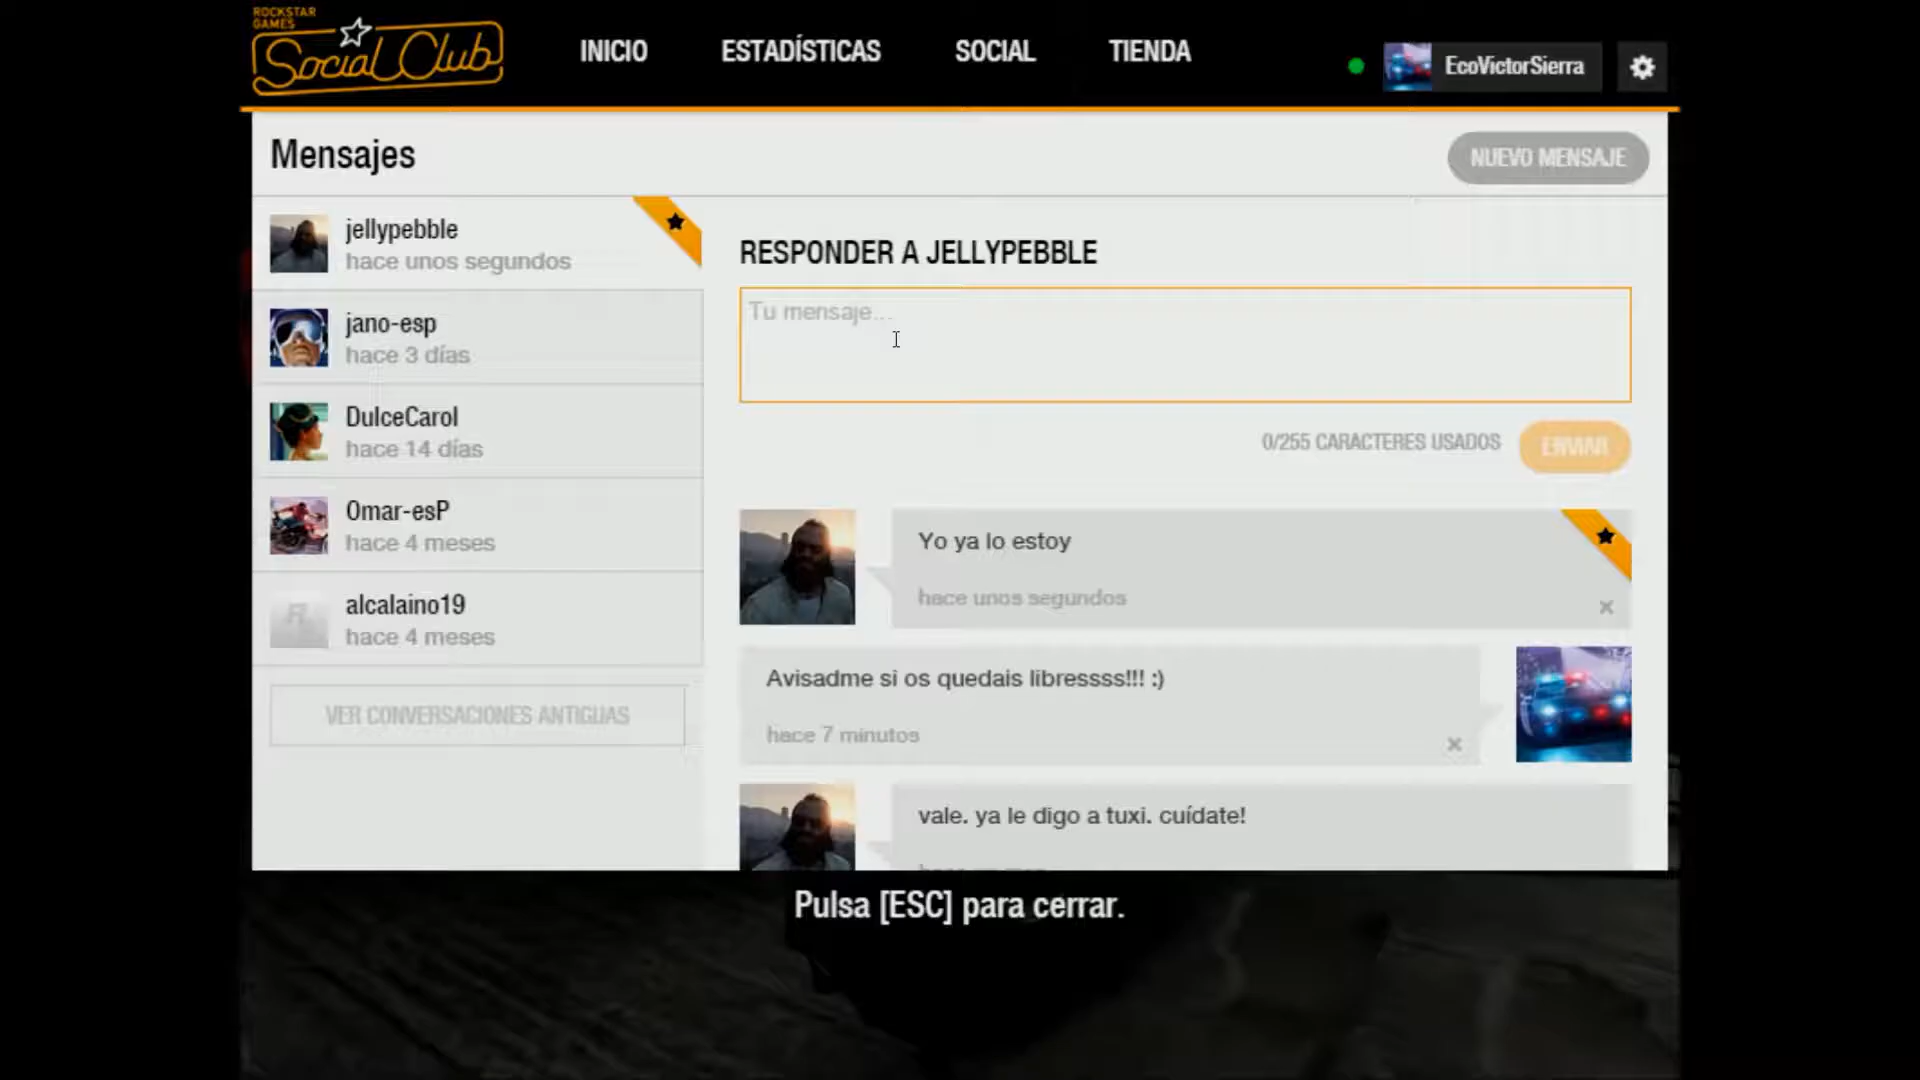 ROCKSTAR
GAMES
Social Club
INICIO
ESTADÍSTICAS
SOCIAL
TIENDA
EcoVictorSierra
Mensajes
NUEVO MENSAJE
jellypebble
hace unos segundos
jano-esp
hace 3 días
DulceCarol
hace 14 días
Omar-esP
hace 4 meses
alcalaino19
hace 4 meses
VER CONVERSACIONES ANTIGUAS
RESPONDER A JELLYPEBBLE
Tu mensaje...
0/255 CARACTERES USADOS
ENVIAR
Yo ya lo estoy
hace unos segundos
Avisadme si os quedais libressss!!! :)
hace 7 minutos
vale. ya le digo a tuxi. cuídate!
Pulsa [ESC] para cerrar.